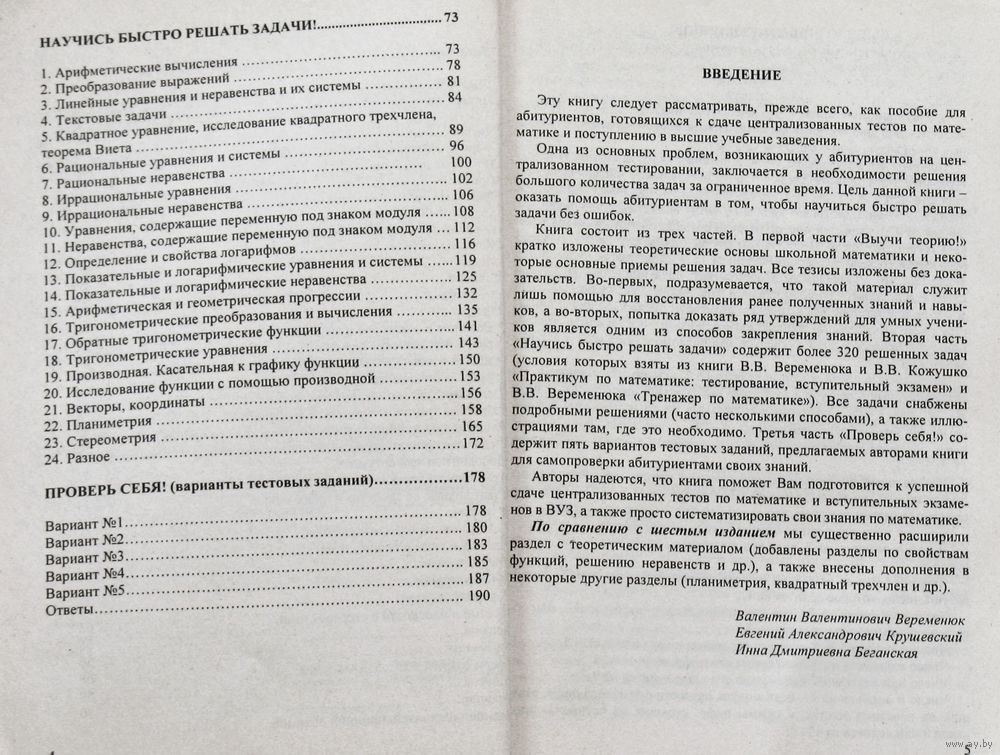 НАУЧИСЬ БЫСТРО РЕШАТЬ ЗАДАЧИ!.............................. 73
1. Арифметические вычисления .............................. 73
2. Преобразование выражений .............................. 78
3. Линейные уравнения и неравенства и их системы .............. 81
4. Текстовые задачи .............................. 84
5. Квадратное уравнение, исследование квадратного трехчлена,
теорема Виета .............................. 89
6. Рациональные уравнения и системы .............................. 96
7. Рациональные неравенства .............................. 100
8. Иррациональные уравнения .............................. 102
9. Иррациональные неравенства .............................. 106
10. Уравнения, содержащие переменную под знаком модуля ...... 108
11. Неравенства, содержащие переменную под знаком модуля ... 112
12. Определение и свойства логарифмов .............................. 116
13. Показательные и логарифмические уравнения и системы ......119
14. Показательные и логарифмические неравенства .............. 125
15. Арифметическая и геометрическая прогрессии .............. 132
16. Тригонометрические преобразования и вычисления .......... 135
17. Обратные тригонометрические функции .................... 141
18. Тригонометрические уравнения .............................. 143
19. Производная. Касательная к графику функции .............. 150
20. Исследование функции с помощью производной .............. 153
21. Векторы, координаты .............................. 156
22. Планиметрия .............................. 158
23. Стереометрия .............................. 165
24. Разное .............................. 172
ПРОВЕРЬ СЕБЯ! (варианты тестовых заданий)....................178
Вариант №1.............................. 178
Вариант №2.............................. 180
Вариант №3.............................. 183
Вариант №4.............................. 185
Вариант №5.............................. 187
Ответы.............................. 190
4
ВВЕДЕНИЕ
Эту книгу следует рассматривать, прежде всего, как пособие для
абитуриентов, готовящихся к сдаче централизованных тестов по мате-
матике и поступлению в высшие учебные заведения.
Одна из основных проблем, возникающих у абитуриентов на цен-
трализованном тестировании, заключается в необходимости решения
большого количества задач за ограниченное время. Цель данной книги –
оказать помощь абитуриентам в том, чтобы научиться быстро решать
задачи без ошибок.
Книга состоит из трех частей. В первой части «Выучи теорию!»
кратко изложены теоретические основы школьной математики и неко-
торые основные приемы решения задач. Все тезисы изложены без дока-
зательств. Во-первых, подразумевается, что такой материал служит
лишь помощью для восстановления ранее полученных знаний и навы-
ков, а во-вторых, попытка доказать ряд утверждений для умных учени-
ков является одним из способов закрепления знаний. Вторая часть
«Научись быстро решать задачи» содержит более 320 решенных задач
(условия которых взяты из книги В.В. Веременюка и В.В. Кожушко
«Практикум по математике: тестирование, вступительный экзамен» и
В.В. Веременюка «Тренажер по математике»). Все задачи снабжены
подробными решениями (часто несколькими способами), а также иллю-
страциями там, где это необходимо. Третья часть «Проверь себя!» со-
держит пять вариантов тестовых заданий, предлагаемых авторами книги
для самопроверки абитуриентами своих знаний.
Авторы надеются, что книга поможет Вам подготовится к успешной
сдаче централизованных тестов по математике и вступительных экзаме-
нов в ВУЗ, а также просто систематизировать свои знания по математике.
По сравнению с шестым изданием мы существенно расширили
раздел с теоретическим материалом (добавлены разделы по свойствам
функций, решению неравенств и др.), а также внесены дополнения в
некоторые другие разделы (планиметрия, квадратный трехчлен и др.).
Валентин Валентинович Веременюк
Евгений Александрович Крушевский
Инна Дмитриевна Беганская
5
www.ay.by